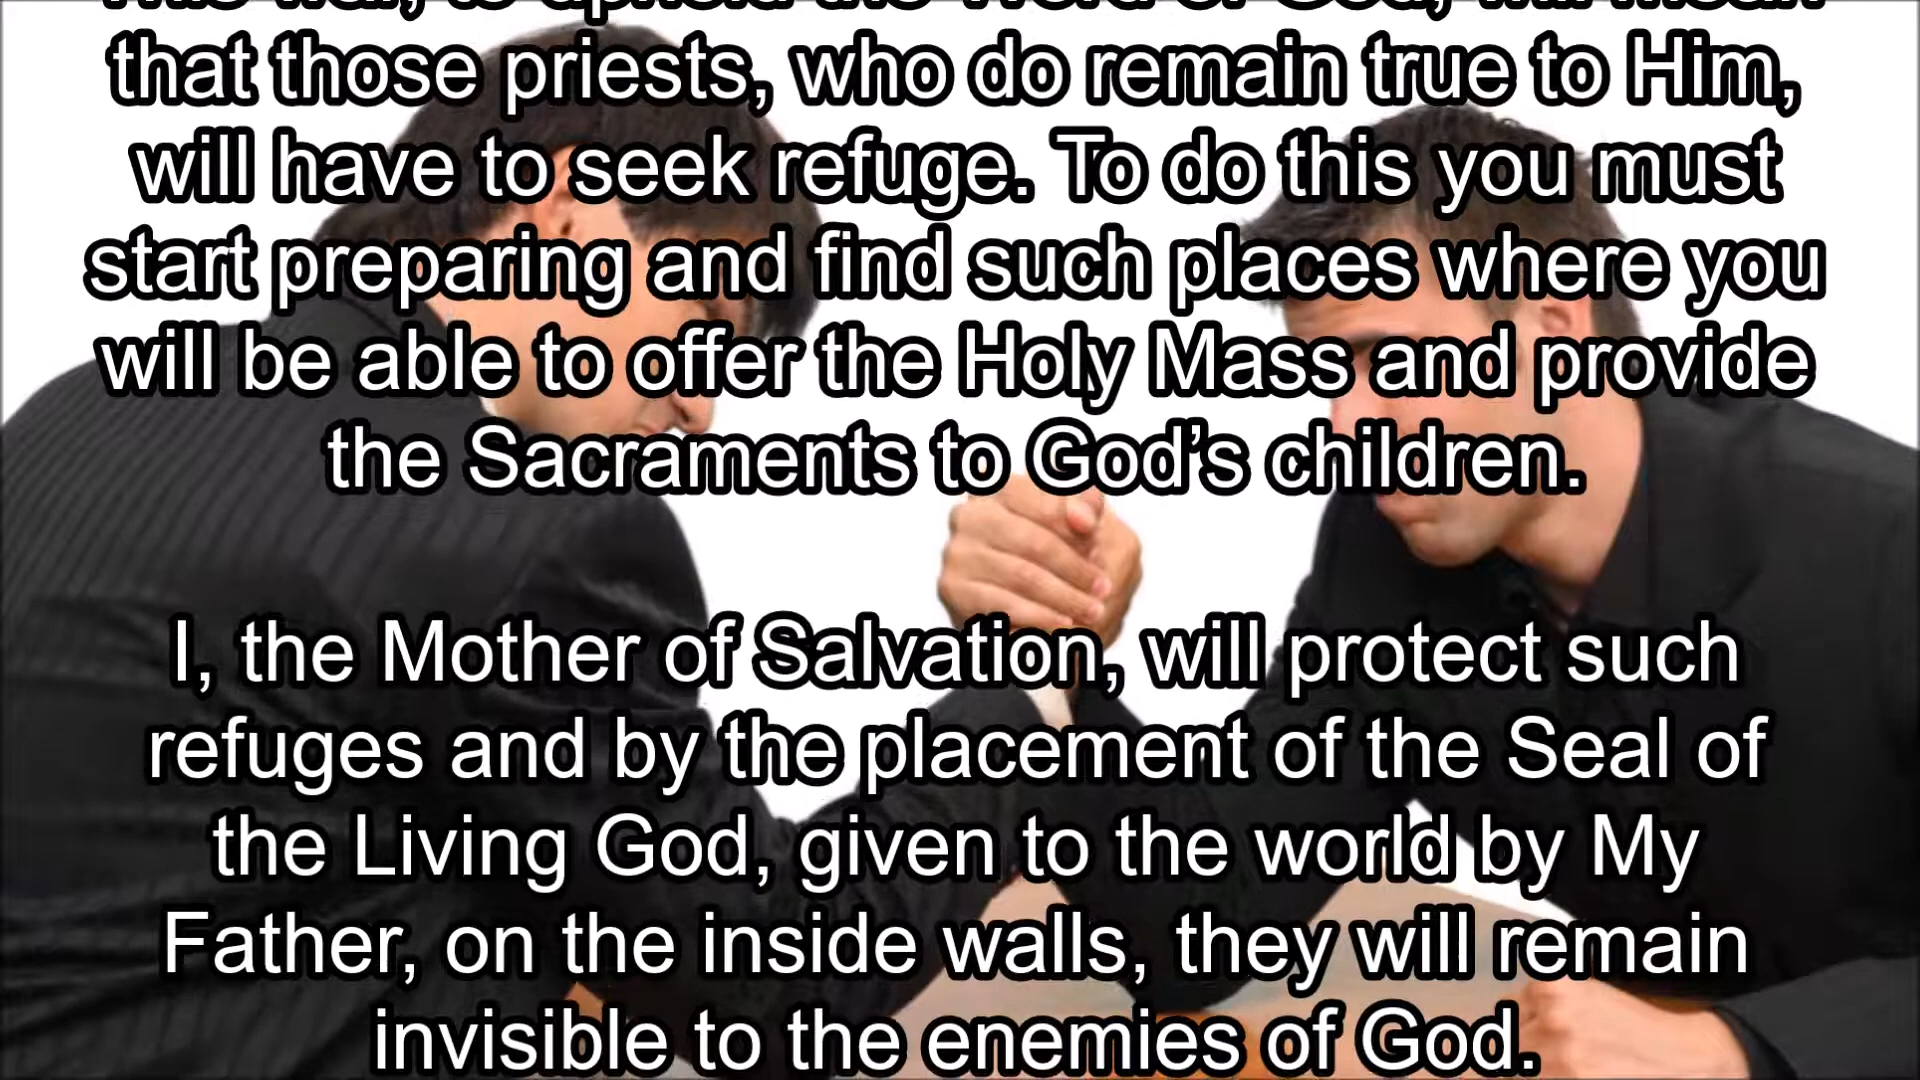 that those priests, who do remain true to Him,
will have to seek refuge. To do this you must
start preparing and find such places where you
will be able to offer the Holy Mass and provide
the Sacraments to God's children.
I, the Mother of Salvation, will protect such
refuges and by the placement of the Seal of
the Living God, given to the world by My
Father, on the inside walls, they will remain
invisible to the enemies of God.